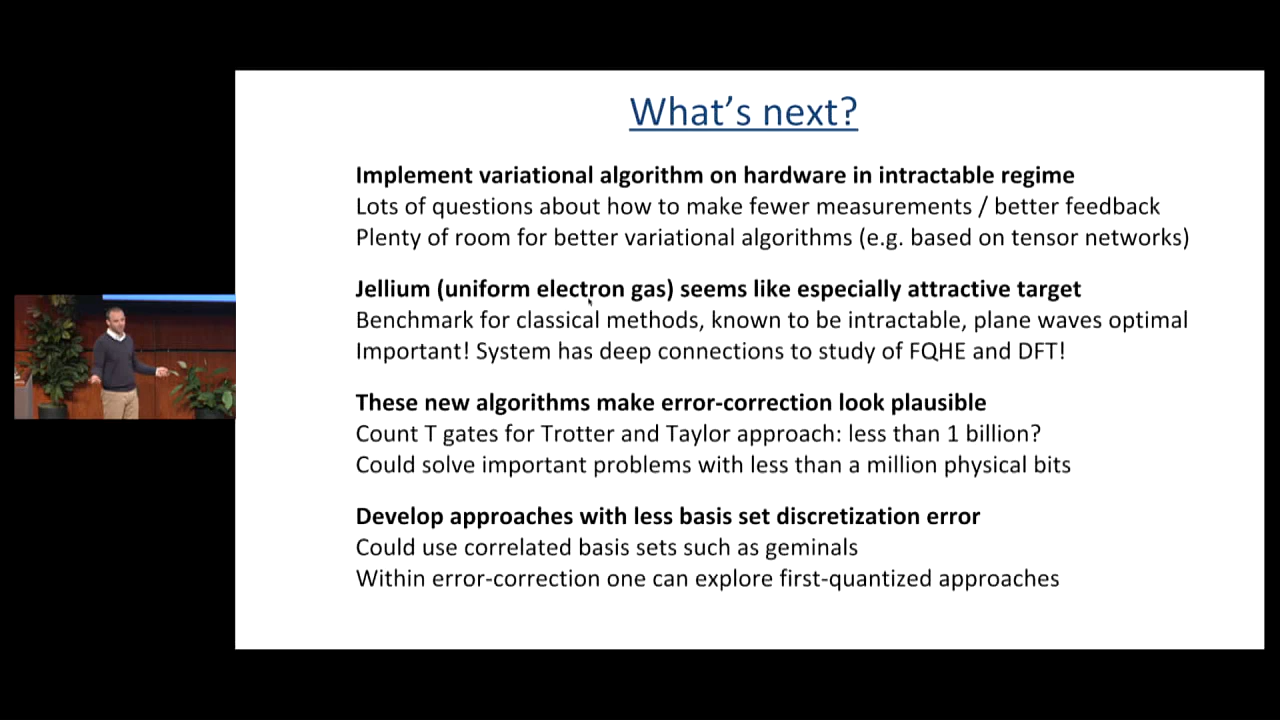 What's next?
Implement variational algorithm on hardware in intractable regime
Lots of questions about how to make fewer measurements / better feedback
Plenty of room for better variational algorithms (e.g. based on tensor networks)
Jellium (uniform electron gas) seems like especially attractive target
Benchmark for classical methods, known to be intractable, plane waves optimal
Important! System has deep connections to study of FQHE and DFT!
These new algorithms make error-correction look plausible
Count T gates for Trotter and Taylor approach: less than 1 billion?
Could solve important problems with less than a million physical bits
Develop approaches with less basis set discretization error
Could use correlated basis sets such as geminals
Within error-correction one can explore first-quantized approaches